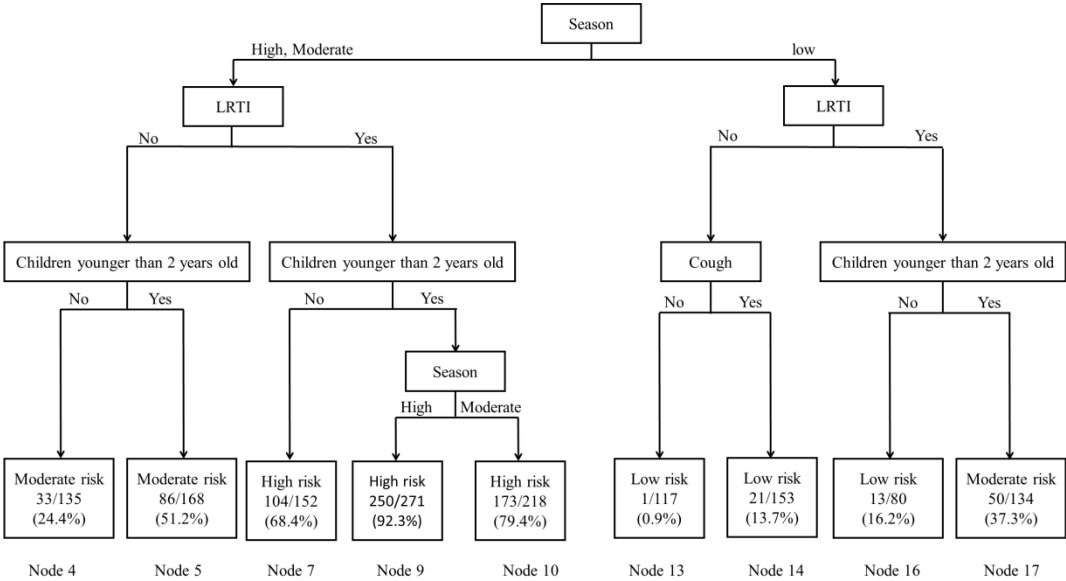 Season
High, Moderate
low
LRTI
LRTI
No
Yes
No
Yes
Children younger than 2 years old
Children younger than 2 years old
Cough
Children younger than 2 years old
No
Yes
No
Yes
No
Yes
No
Yes
Season
High
Moderate
Moderate risk
33/135
(24.4%)
Moderate risk
86/168
(51.2%)
High risk
104/152
(68.4%)
High risk
250/271
(92.3%)
High risk
173/218
(79.4%)
Low risk
1/117
(0.9%)
Low risk
21/153
(13.7%)
Low risk
13/80
(16.2%)
Moderate risk
50/134
(37.3%)
Node 4
Node 5
Node 7
Node 9
Node 10
Node 13
Node 14
Node 16
Node 17